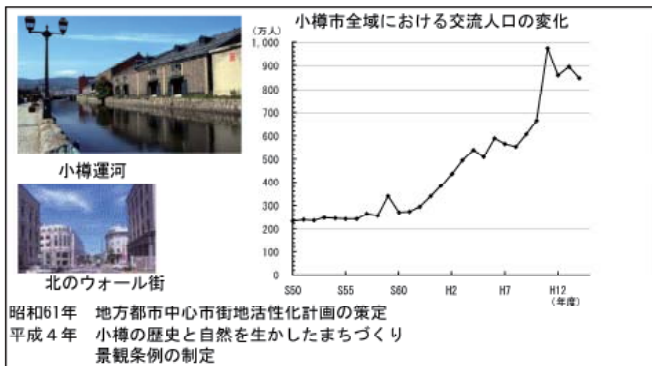 小樽市全域における交流人口の変化
(万人)
1,000
900
800
700
600
500
400
300
200
100
0
S50 S55 S60 H2 H7 H12
(年度)
小樽運河
北のウォール街
昭和61年 地方都市中心市街地活性化計画の策定
平成４年 小樽の歴史と自然を生かしたまちづくり
景観条例の制定